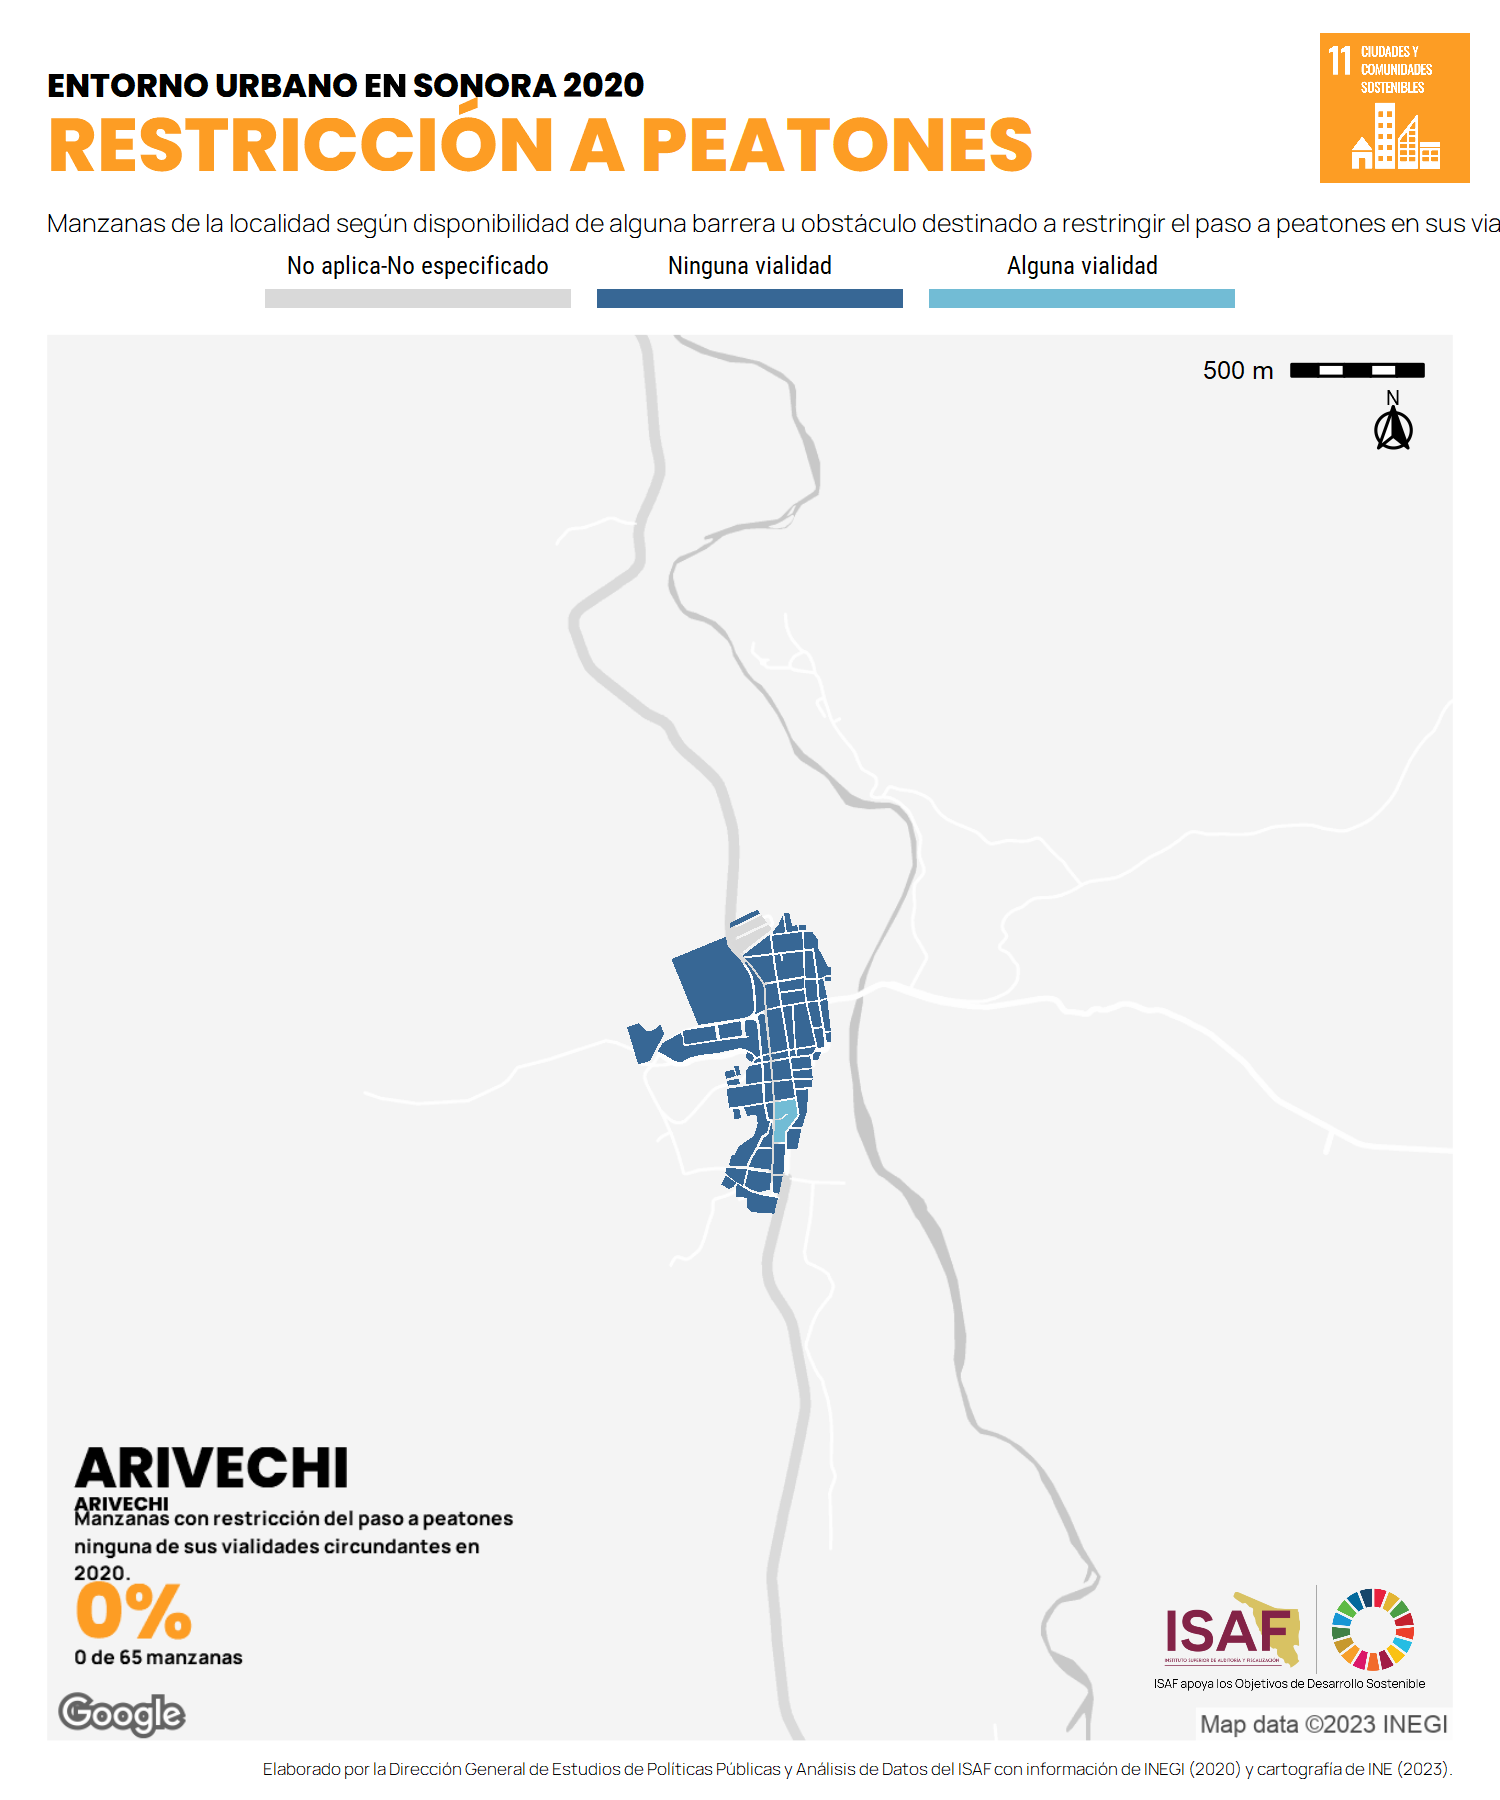 ENTORNO URBANO EN SONORA 2020
RESTRICCIÓN A PEATONES
11 CIUDADES Y
COMUNIDADES
SOSTENIBLES
Manzanas de la localidad según disponibilidad de alguna barrera u obstáculo destinado a restringir el paso a peatones en sus via
No aplica-No especificado
Ninguna vialidad
Alguna vialidad
500 m
N
ARIVECHI
ARIVECHI
Manzanas con restricción del paso a peatones
ninguna de sus vialidades circundantes en
2020.
0%
0 de 65 manzanas
ISAF
INSTITUTO SUPERIOR DE AUDITORÍA Y FISCALIZACIÓN
ISAF apoya los Objetivos de Desarrollo Sostenible
Google
Map data ©2023 INEGI
Elaborado por la Dirección General de Estudios de Políticas Públicas y Análisis de Datos del ISAF con información de INEGI (2020) y cartografía de INE (2023).